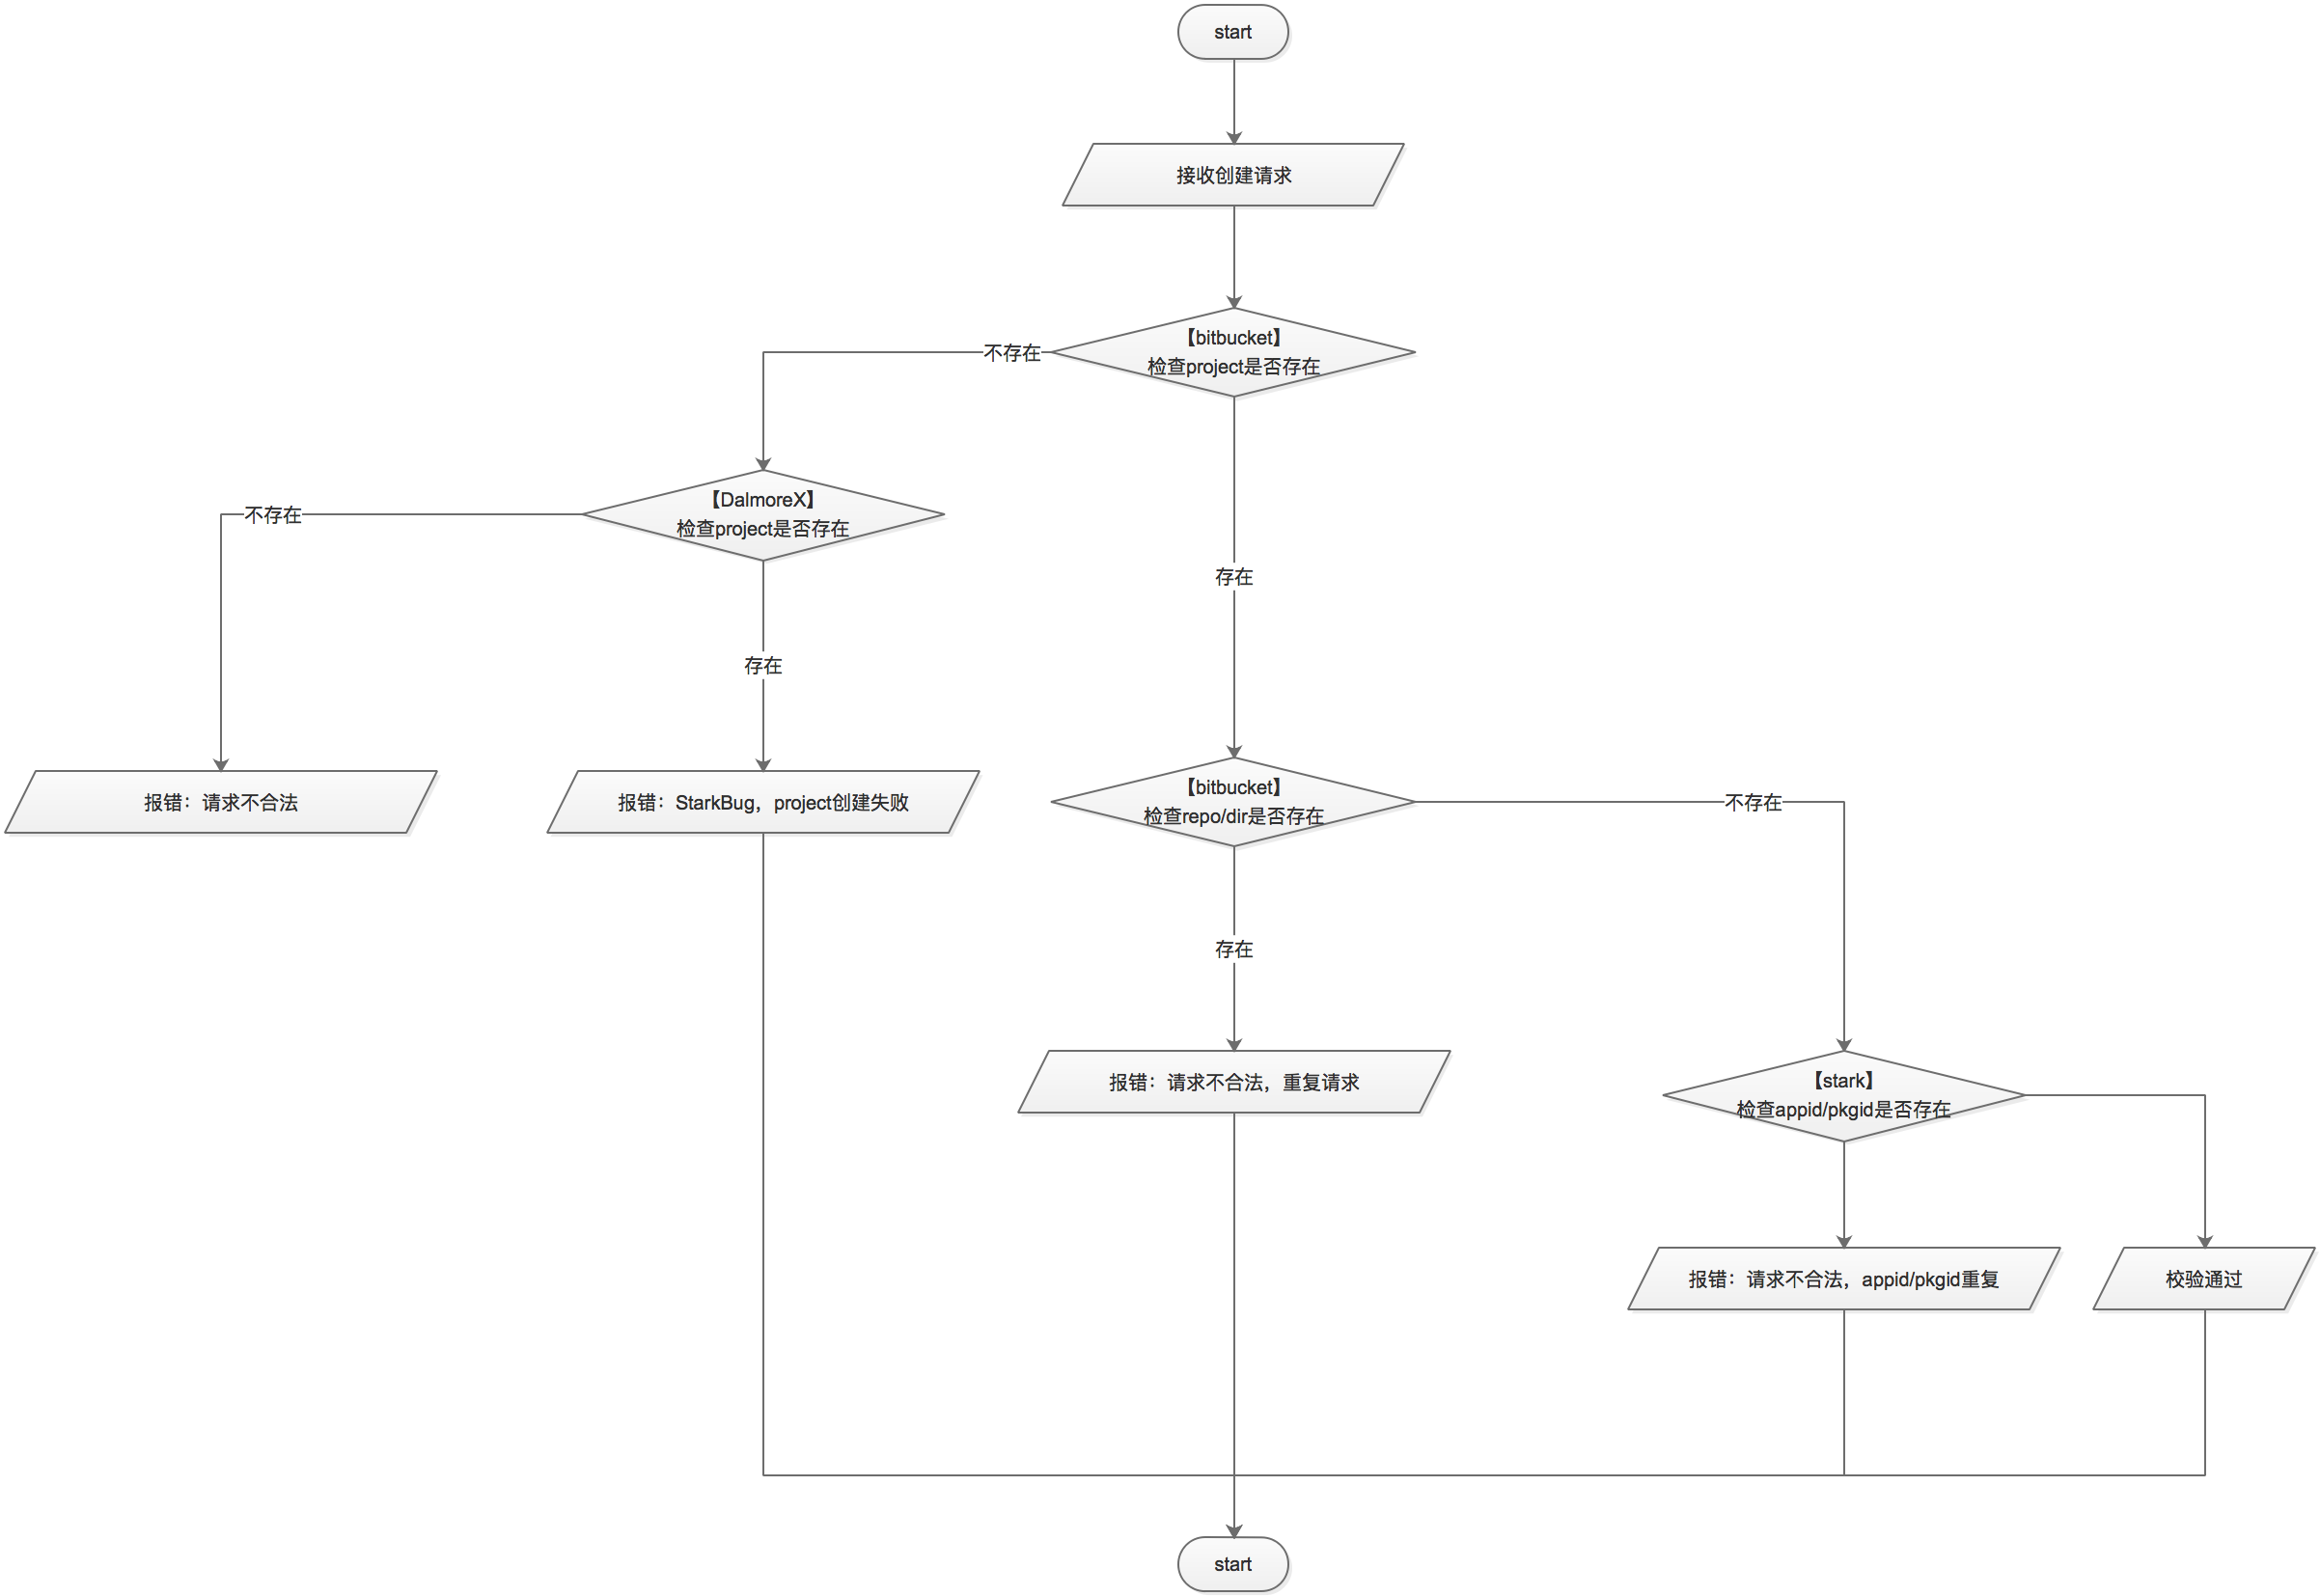 start
接收创建请求
【bitbucket】
检查project是否存在
不存在
【DalmoreX】
检查project是否存在
不存在
存在
存在
报错：请求不合法
报错：StarkBug，project创建失败
【bitbucket】
检查repo/dir是否存在
不存在
存在
报错：请求不合法，重复请求
【stark】
检查appid/pkgid是否存在
报错：请求不合法，appid/pkgid重复
校验通过
start